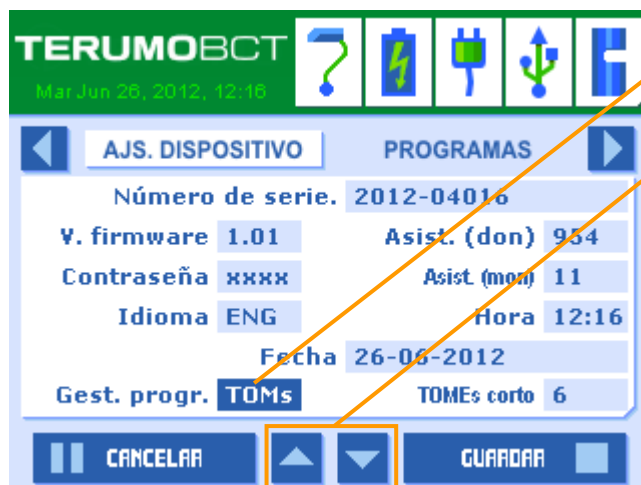 TERUMOBCT
Mar Jun 26, 2012, 12:16
AJS. DISPOSITIVO PROGRAMAS
Número de serie. 2012-04016
V. firmware 1.01 Asist. (don) 954
Contraseña xxxx Asist. (mon) 11
Idioma ENG Hora 12:16
Fecha 26-06-2012
Gest. progr. TOMs TOMEs corto 6
CANCELAR GUARDAR